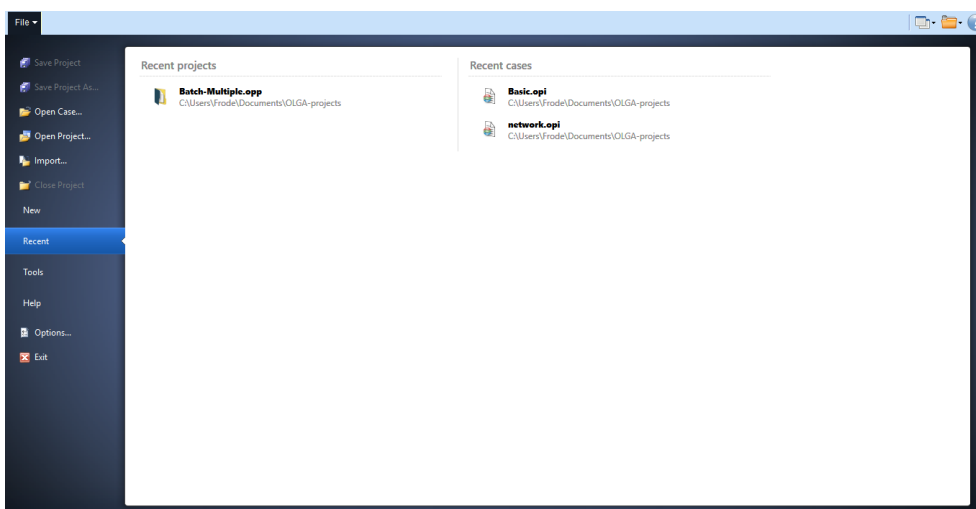 File
Save Project
Save Project As...
Open Case...
Open Project...
Import...
Close Project
New
Recent
Tools
Help
Options...
Exit
Recent projects
Batch-Multiple.opp
C:\Users\Frode\Documents\OLGA-projects
Recent cases
Basic.opi
C:\Users\Frode\Documents\OLGA-projects
network.opi
C:\Users\Frode\Documents\OLGA-projects